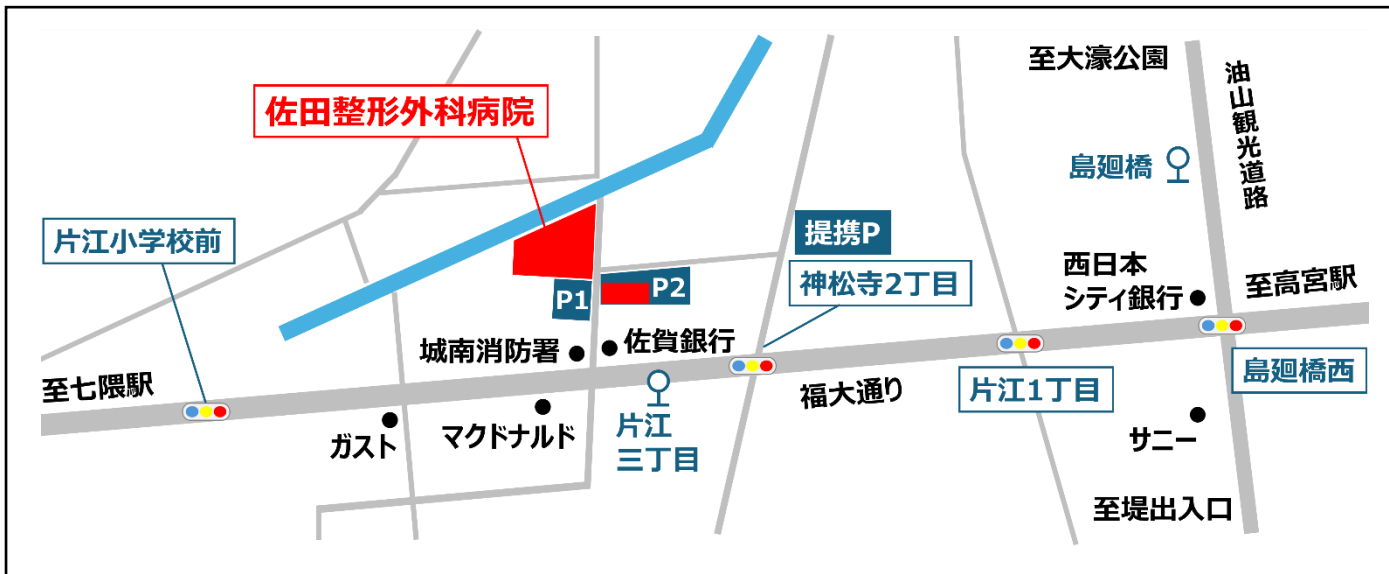 至大濠公園
油山観光道路
佐田整形外科病院
島廻橋
片江小学校前
提携P
神松寺2丁目
西日本
シティ銀行
至高宮駅
P1
P2
城南消防署
佐賀銀行
至七隈駅
福大通り
片江1丁目
島廻橋西
ガスト
マクドナルド
片江
三丁目
サニー
至堤出入口